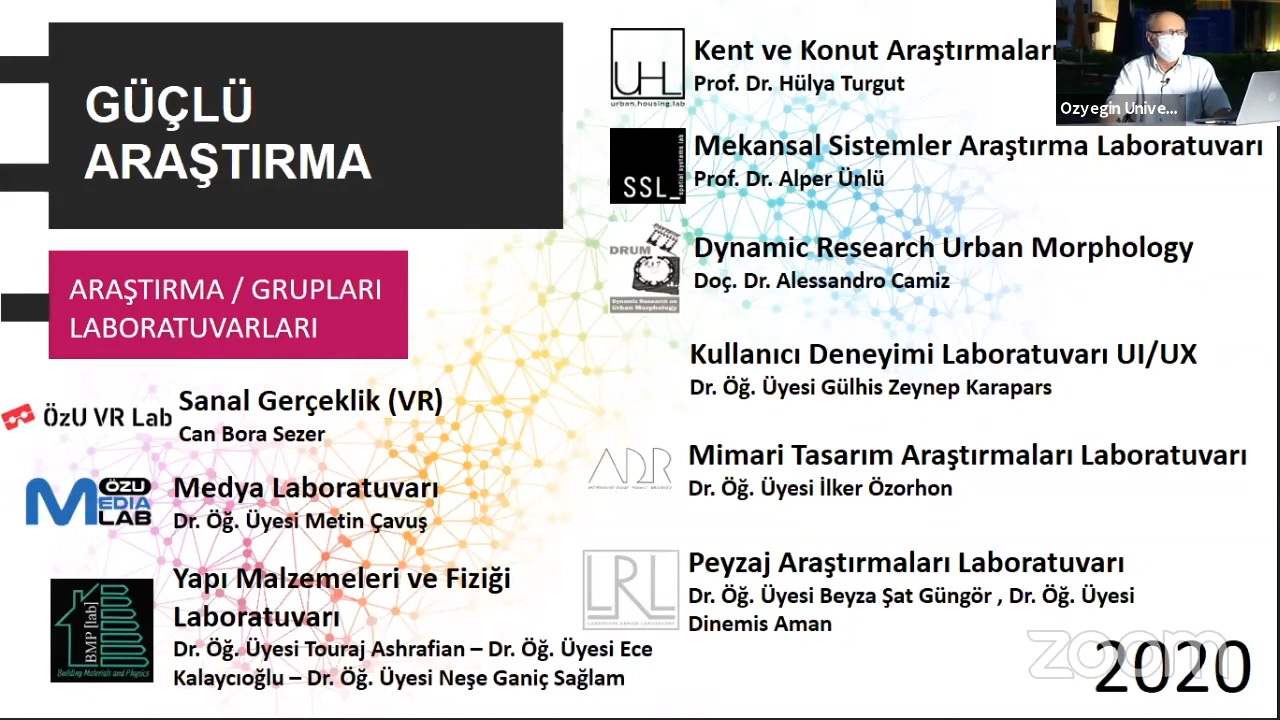 GÜÇLÜ
ARAŞTIRMA
ARAŞTIRMA / GRUPLARI
LABORATUVARLARI
ÖzU VR Lab
Sanal Gerçeklik (VR)
Can Bora Sezer
ÖZU
MEDIA
LAB
Medya Laboratuvarı
Dr. Öğ. Üyesi Metin Çavuş
BMP [lab]
Building Materials and Physics
Yapı Malzemeleri ve Fiziği
Laboratuvarı
Dr. Öğ. Üyesi Touraj Ashrafian – Dr. Öğ. Üyesi Ece
Kalaycıoğlu – Dr. Öğ. Üyesi Neşe Ganiç Sağlam
UHL
urban.housing.lab
Kent ve Konut Araştırmaları
Prof. Dr. Hülya Turgut
Ozyegin Unive...
SSL_
spatial systems lab
Mekansal Sistemler Araştırma Laboratuvarı
Prof. Dr. Alper Ünlü
DRUM
Dynamic Research on
Urban Morphology
Dynamic Research Urban Morphology
Doç. Dr. Alessandro Camiz
Kullanıcı Deneyimi Laboratuvarı UI/UX
Dr. Öğ. Üyesi Gülhis Zeynep Karapars
ADR
Mimari Tasarım Araştırmaları Laboratuvarı
Dr. Öğ. Üyesi İlker Özorhon
LRL
Peyzaj Araştırmaları Laboratuvarı
Dr. Öğ. Üyesi Beyza Şat Güngör , Dr. Öğ. Üyesi
Dinemis Aman
zoom
2020